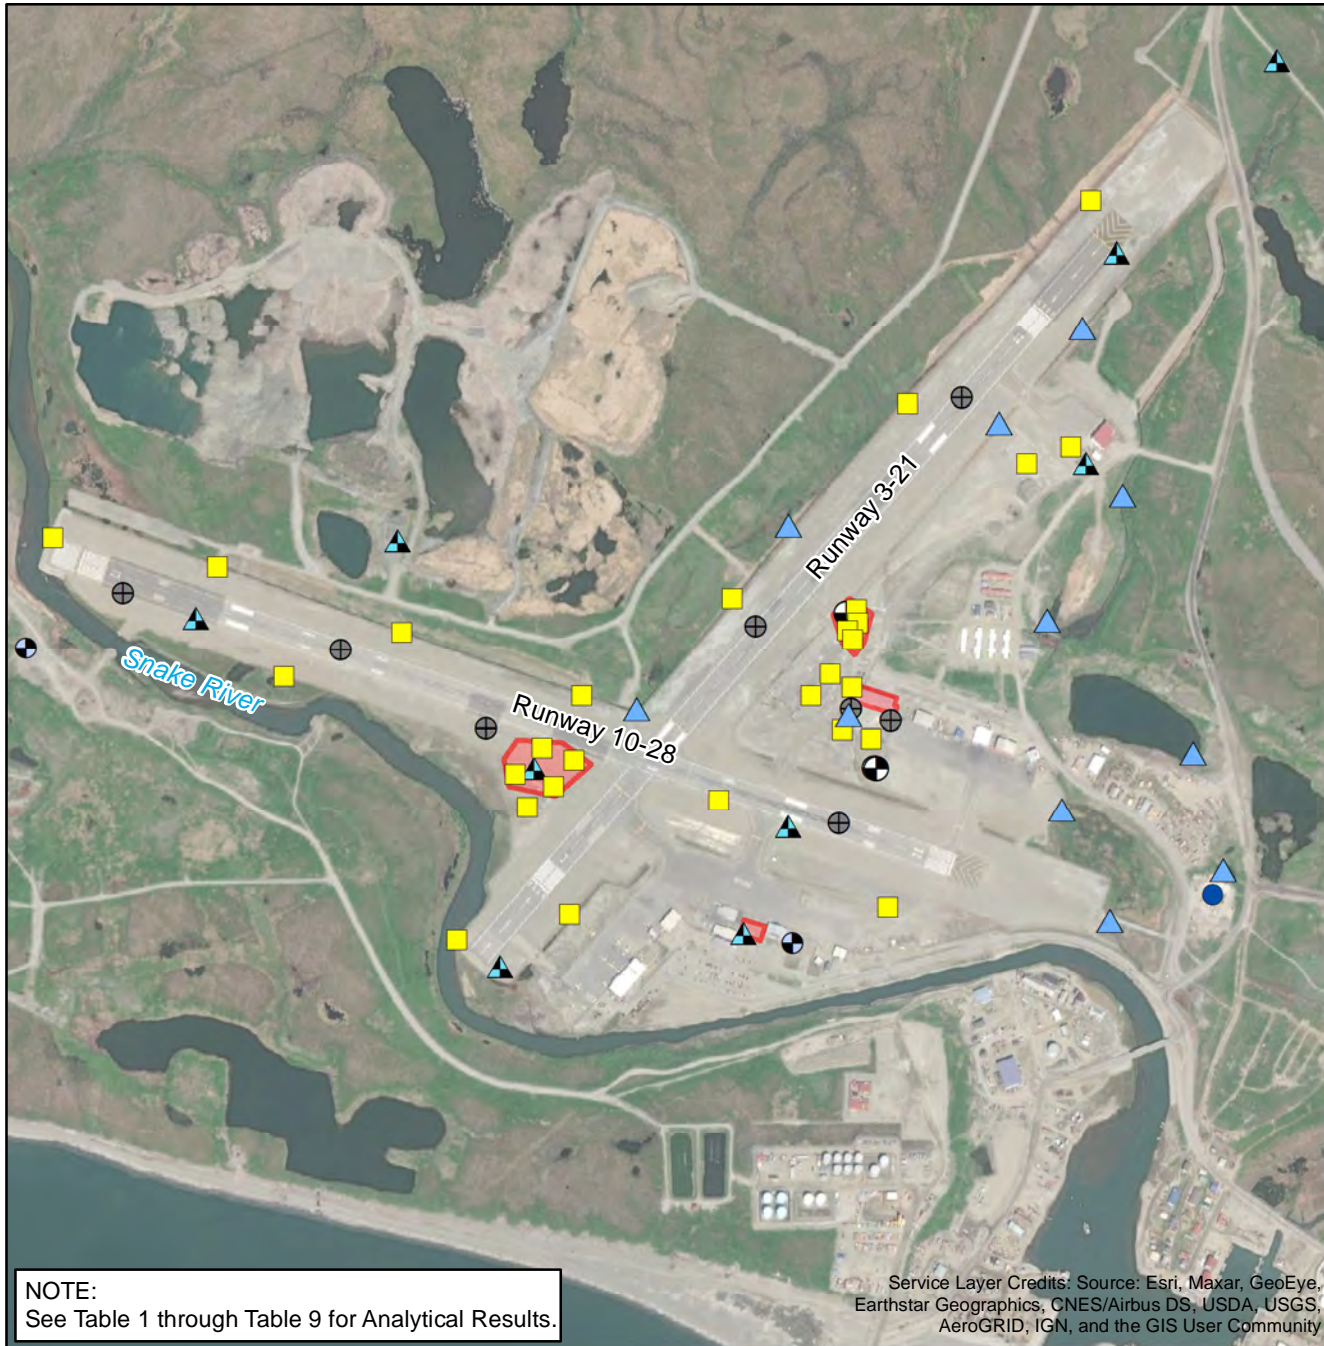 Runway 3-21
Snake River
Runway 10-28
NOTE:
See Table 1 through Table 9 for Analytical Results.
Service Layer Credits: Source: Esri, Maxar, GeoEye,
Earthstar Geographics, CNES/Airbus DS, USDA, USGS,
AeroGRID, IGN, and the GIS User Community